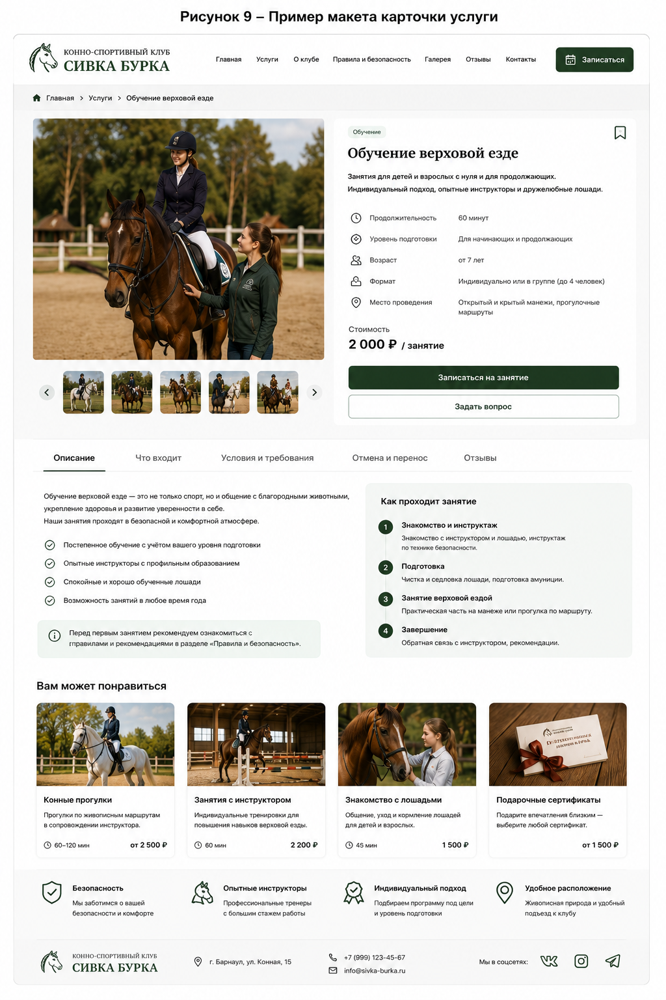 Рисунок 9 – Пример макета карточки услуги
КОННО-СПОРТИВНЫЙ КЛУБ
СИВКА БУРКА
Главная
Услуги
О клубе
Правила и безопасность
Галерея
Отзывы
Контакты
Записаться
Главная > Услуги > Обучение верховой езде
Обучение
Обучение верховой езде
Занятия для детей и взрослых с нуля и для продолжающих.
Индивидуальный подход, опытные инструкторы и дружелюбные лошади.
Продолжительность 60 минут
Уровень подготовки Для начинающих и продолжающих
Возраст от 7 лет
Формат Индивидуально или в группе (до 4 человек)
Место проведения Открытый и крытый манежи, прогулочные
маршруты
Стоимость
2 000 ₽ / занятие
Записаться на занятие
Задать вопрос
Описание
Что входит
Условия и требования
Отмена и перенос
Отзывы
Обучение верховой езде — это не только спорт, но и общение с благородными животными,
укрепление здоровья и развитие уверенности в себе.
Наши занятия проходят в безопасной и комфортной атмосфере.
Постепенное обучение с учётом вашего уровня подготовки
Опытные инструкторы с профильным образованием
Спокойные и хорошо обученные лошади
Возможность занятий в любое время года
Перед первым занятием рекомендуем ознакомиться с
правилами и рекомендациями в разделе «Правила и безопасность».
Как проходит занятие
1 Знакомство и инструктаж
Знакомство с инструктором и лошадью, инструктаж
по технике безопасности.
2 Подготовка
Чистка и седловка лошади, подготовка амуниции.
3 Занятие верховой ездой
Практическая часть на манеже или прогулка по маршруту.
4 Завершение
Обратная связь с инструктором, рекомендации.
Вам может понравиться
Конные прогулки
Прогулки по живописным маршрутам
в сопровождении инструктора.
60–120 мин от 2 500 ₽
Занятия с инструктором
Индивидуальные тренировки для
повышения навыков верховой езды.
60 мин 2 200 ₽
Знакомство с лошадьми
Общение, уход и кормление лошадей
для детей и взрослых.
45 мин 1 500 ₽
Подарочные сертификаты
Подарите впечатления близким —
выберите любой сертификат.
от 1 500 ₽
Безопасность
Мы заботимся о вашей
безопасности и комфорте
Опытные инструкторы
Профессиональные тренеры
с большим стажем работы
Индивидуальный подход
Подбираем программу под цели
и уровень подготовки
Удобное расположение
Живописная природа и удобный
подъезд к клубу
КОННО-СПОРТИВНЫЙ КЛУБ
СИВКА БУРКА
г. Барнаул, ул. Конная, 15
+7 (999) 123-45-67
info@sivka-burka.ru
Мы в соцсетях: